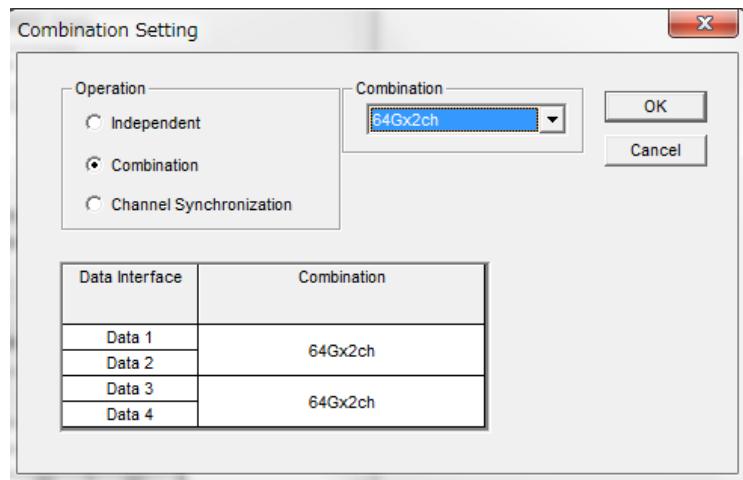 Combination Setting
Operation
Independent
Combination
Channel Synchronization
Combination
64Gx2ch
OK
Cancel
Data Interface Combination
Data 1
Data 2
64Gx2ch
Data 3
Data 4
64Gx2ch